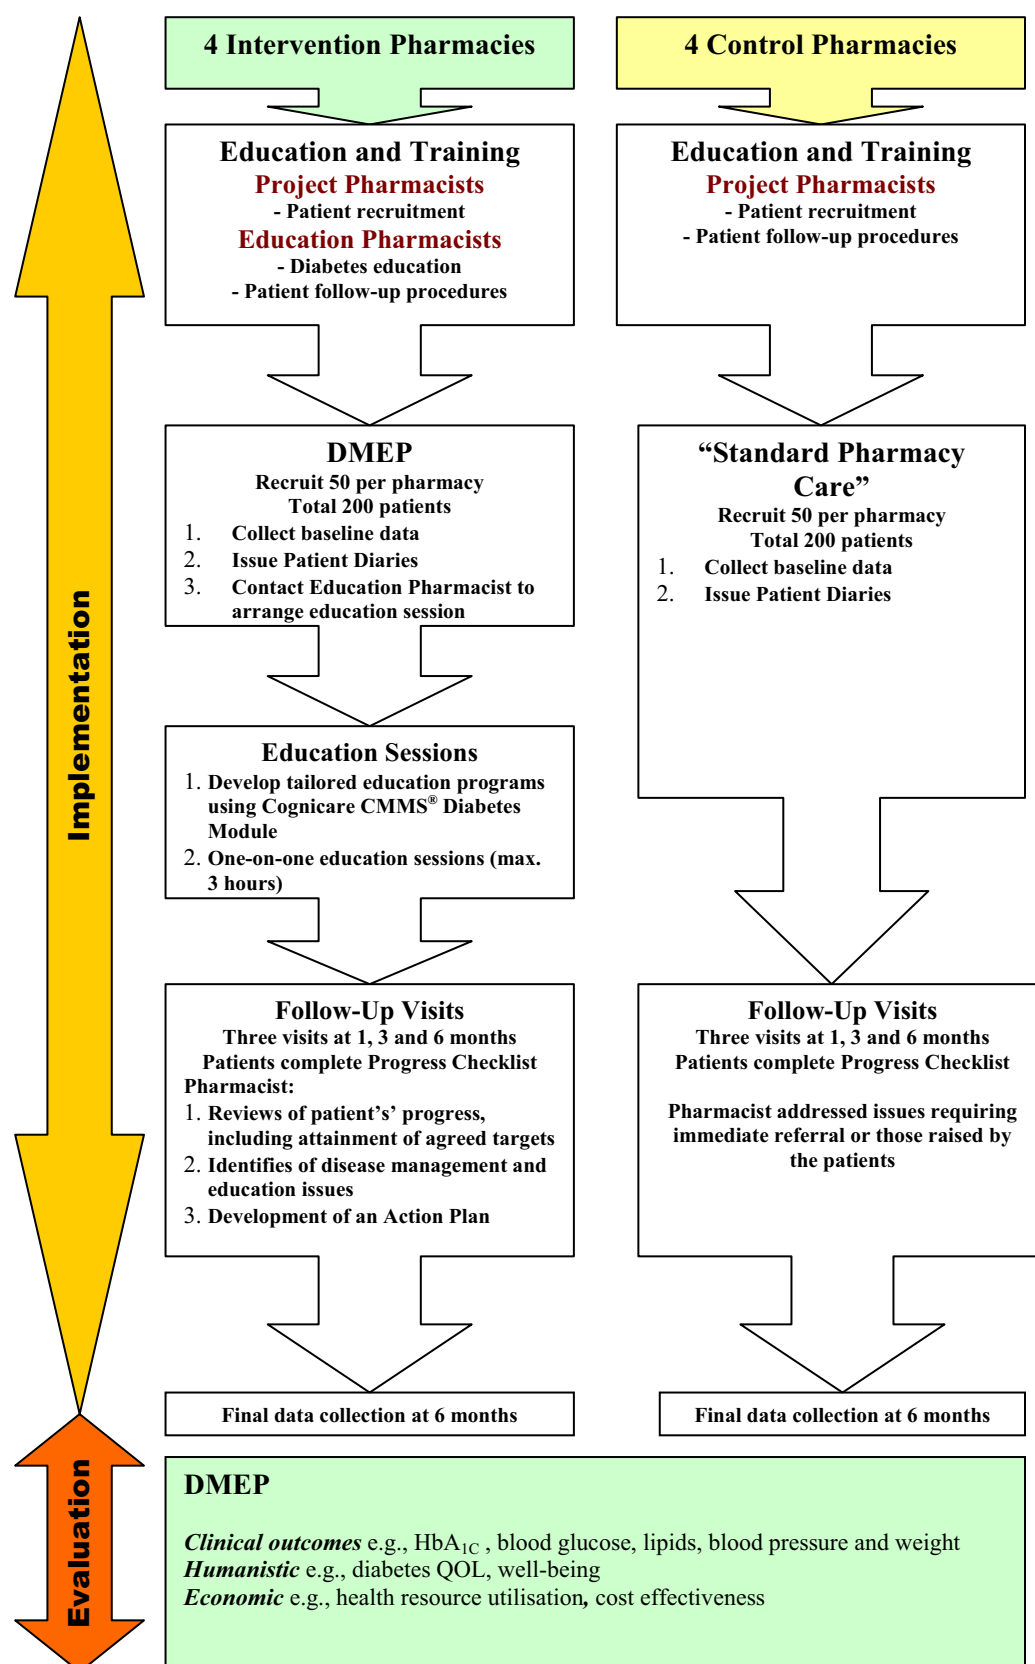 4 Intervention Pharmacies
4 Control Pharmacies
Education and Training
Project Pharmacists
- Patient recruitment
Education Pharmacists
- Diabetes education
- Patient follow-up procedures
Education and Training
Project Pharmacists
- Patient recruitment
- Patient follow-up procedures
DMEP
Recruit 50 per pharmacy
Total 200 patients
1. Collect baseline data
2. Issue Patient Diaries
3. Contact Education Pharmacist to
arrange education session
“Standard Pharmacy
Care”
Recruit 50 per pharmacy
Total 200 patients
1. Collect baseline data
2. Issue Patient Diaries
Implementation
Education Sessions
1. Develop tailored education programs
using Cognicare CMMS® Diabetes
Module
2. One-on-one education sessions (max.
3 hours)
Follow-Up Visits
Three visits at 1, 3 and 6 months
Patients complete Progress Checklist
Pharmacist:
1. Reviews of patient’s’ progress,
including attainment of agreed targets
2. Identifies of disease management and
education issues
3. Development of an Action Plan
Follow-Up Visits
Three visits at 1, 3 and 6 months
Patients complete Progress Checklist
Pharmacist addressed issues requiring
immediate referral or those raised by
the patients
Final data collection at 6 months
Final data collection at 6 months
Evaluation
DMEP
Clinical outcomes e.g., HbA1C , blood glucose, lipids, blood pressure and weight
Humanistic e.g., diabetes QOL, well-being
Economic e.g., health resource utilisation, cost effectiveness